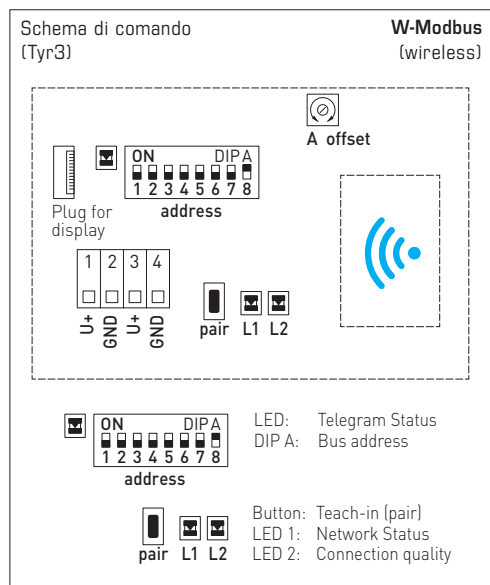 Schema di comando
(Tyr3)
W-Modbus
(wireless)
A offset
ON DIP A
1 2 3 4 5 6 7 8
address
Plug for
display
1 2 3 4
U+ GND U+ GND
pair L1 L2
ON DIP A
1 2 3 4 5 6 7 8
address
LED: Telegram Status
DIP A: Bus address
pair L1 L2
Button: Teach-in (pair)
LED 1: Network Status
LED 2: Connection quality